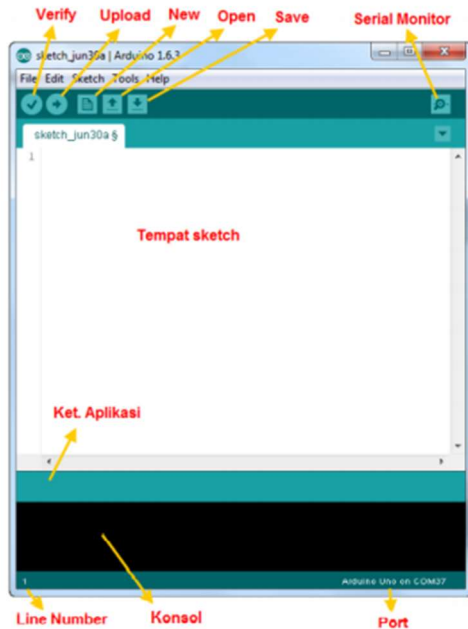 Verify Upload New Open Save Serial Monitor
sketch_jun30a | Arduino 1.6.3
File Edit Sketch Tools Help
sketch_jun30a §
1
Tempat sketch
Ket. Aplikasi
1
Arduino Uno on COM37
Line Number Konsol Port